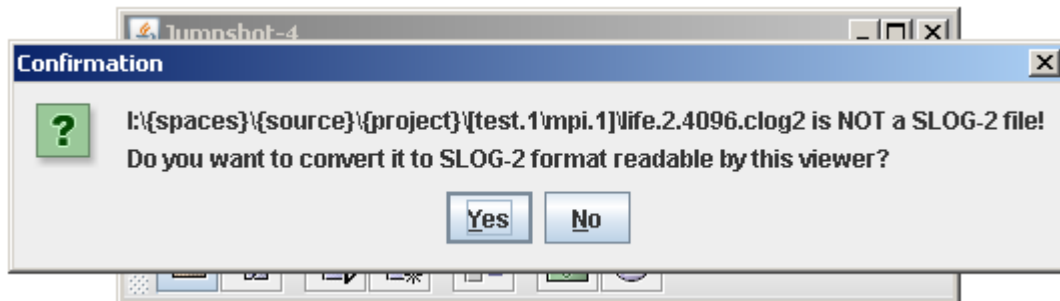 Jumpshot-4
Confirmation
I:\{spaces}\{source}\{project}\[test.1\mpi.1]\life.2.4096.clog2 is NOT a SLOG-2 file!
Do you want to convert it to SLOG-2 format readable by this viewer?
Yes
No